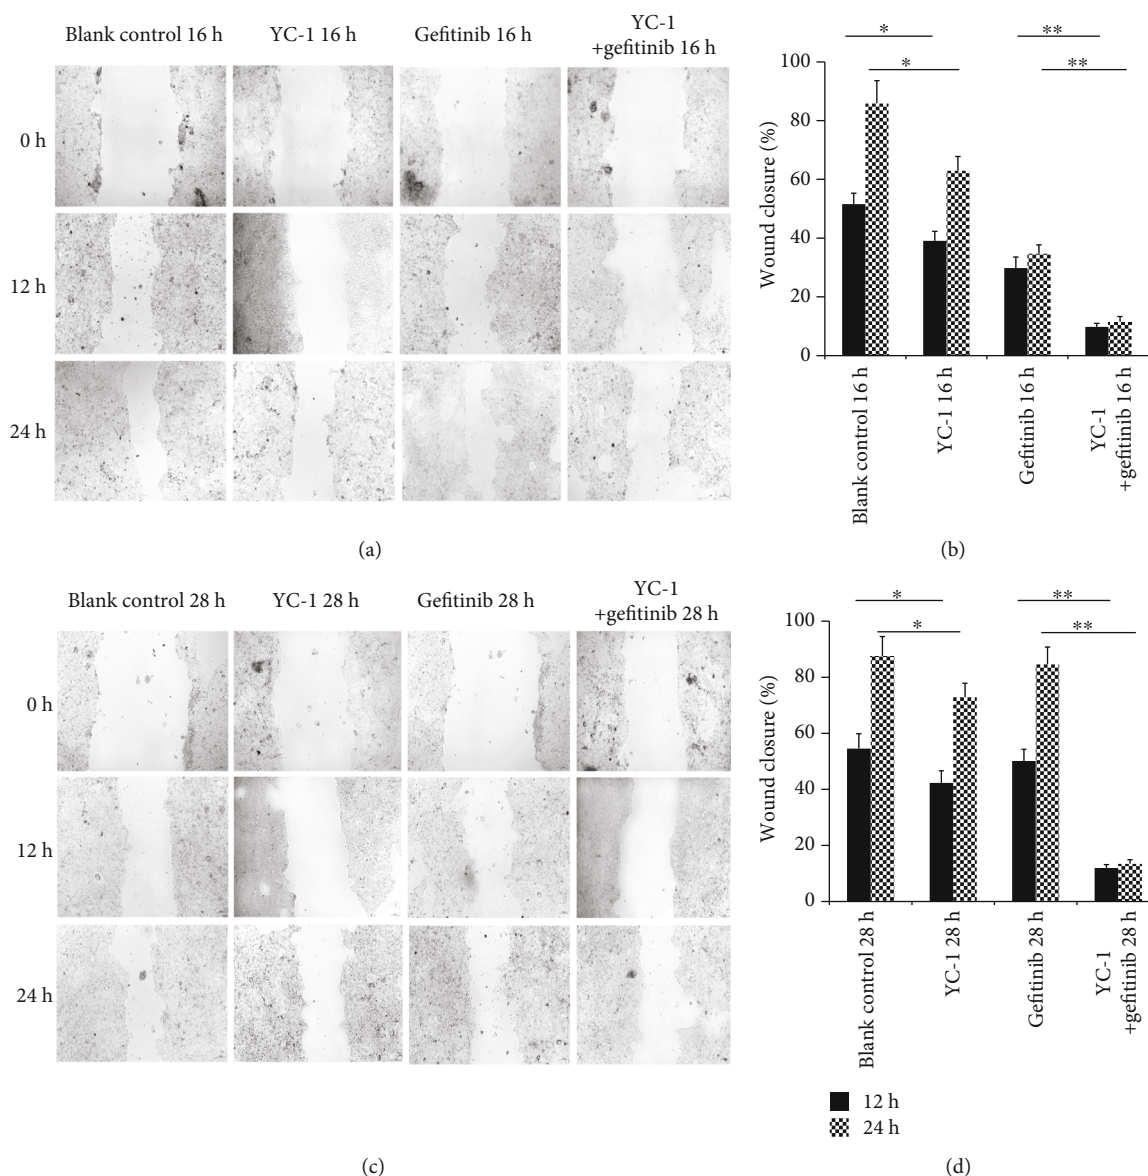 Blank control 16 h
YC-1 16 h
Gefitinib 16 h
YC-1
+gefitinib 16 h
0 h
12 h
24 h
(a)
* **
* **
100
80
60
40
20
0
Wound closure (%)
Blank control 16 h
YC-1 16 h
Gefitinib 16 h
YC-1
+gefitinib 16 h
(b)
Blank control 28 h
YC-1 28 h
Gefitinib 28 h
YC-1
+gefitinib 28 h
0 h
12 h
24 h
(c)
* **
* **
100
80
60
40
20
0
Wound closure (%)
Blank control 28 h
YC-1 28 h
Gefitinib 28 h
YC-1
+gefitinib 28 h
12 h
24 h
(d)